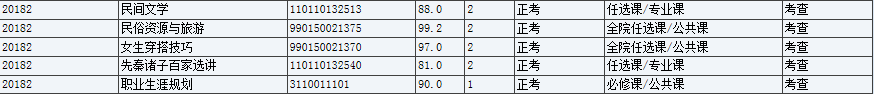 20182 民间文学 110110132513 88.0 2 正考 任选课/专业课 考查
20182 民俗资源与旅游 990150021375 99.2 2 正考 全院任选课/公共课 考查
20182 女生穿搭技巧 990150021370 97.0 2 正考 全院任选课/公共课 考查
20182 先秦诸子百家选讲 110110132540 81.0 2 正考 任选课/专业课 考查
20182 职业生涯规划 3110011101 90.0 1 正考 必修课/公共课 考查